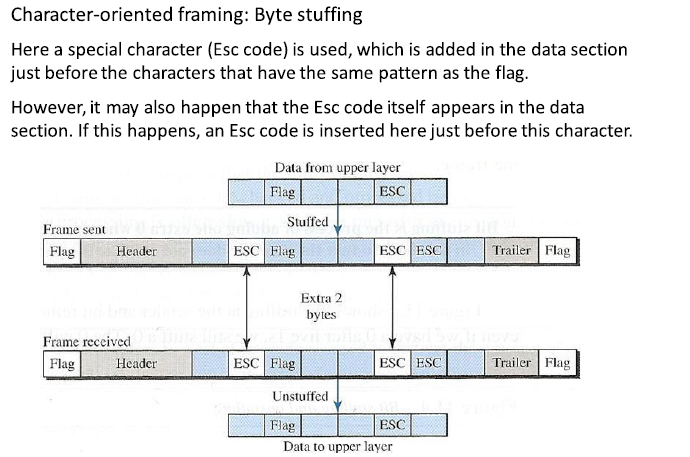 Character-oriented framing: Byte stuffing
Here a special character (Esc code) is used, which is added in the data section
just before the characters that have the same pattern as the flag.
However, it may also happen that the Esc code itself appears in the data
section. If this happens, an Esc code is inserted here just before this character.
Data from upper layer
Flag ESC
Stuffed
Frame sent
Flag Header ESC Flag ESC ESC Trailer Flag
Extra 2
bytes
Frame received
Flag Header ESC Flag ESC ESC Trailer Flag
Unstuffed
Flag ESC
Data to upper layer